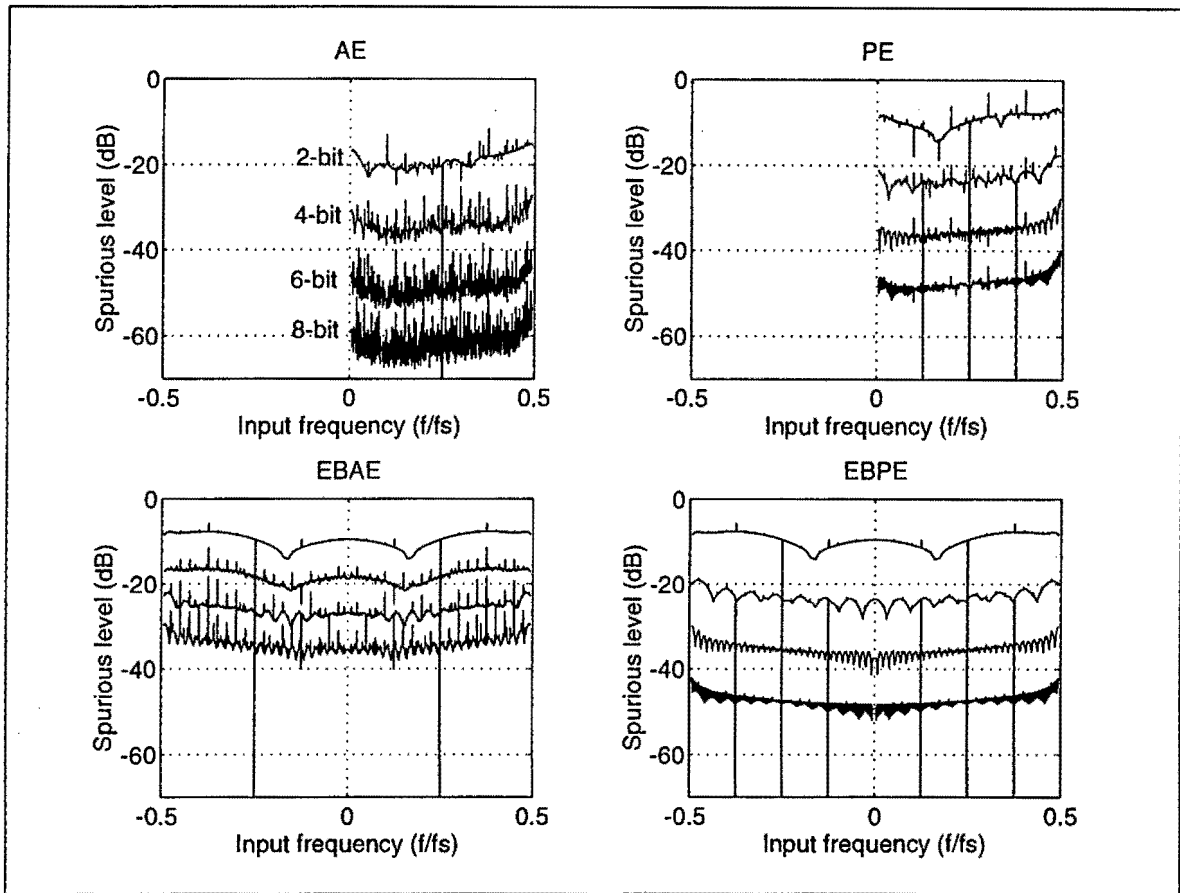 AE
0
-20
-40
-60
Spurious level (dB)
2-bit
4-bit
6-bit
8-bit
-0.5
0
0.5
Input frequency (f/fs)
PE
0
-20
-40
-60
Spurious level (dB)
-0.5
0
0.5
Input frequency (f/fs)
EBAE
0
-20
-40
-60
Spurious level (dB)
-0.5
0
0.5
Input frequency (f/fs)
EBPE
0
-20
-40
-60
Spurious level (dB)
-0.5
0
0.5
Input frequency (f/fs)